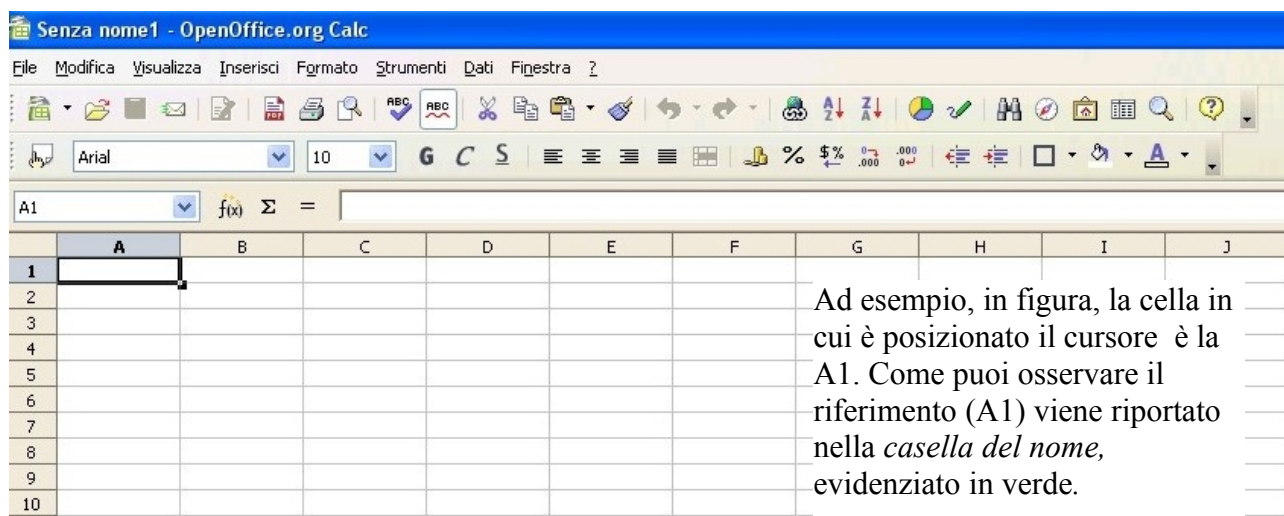 Senza nome1 - OpenOffice.org Calc
File Modifica Visualizza Inserisci Formato Strumenti Dati Finestra ?
ABC ABC
Arial 10 G C S
A1 f(x) Σ =
A B C D E F G H I J
1
2
3
4
5
6
7
8
9
10
Ad esempio, in figura, la cella in
cui è posizionato il cursore è la
A1. Come puoi osservare il
riferimento (A1) viene riportato
nella casella del nome,
evidenziato in verde.